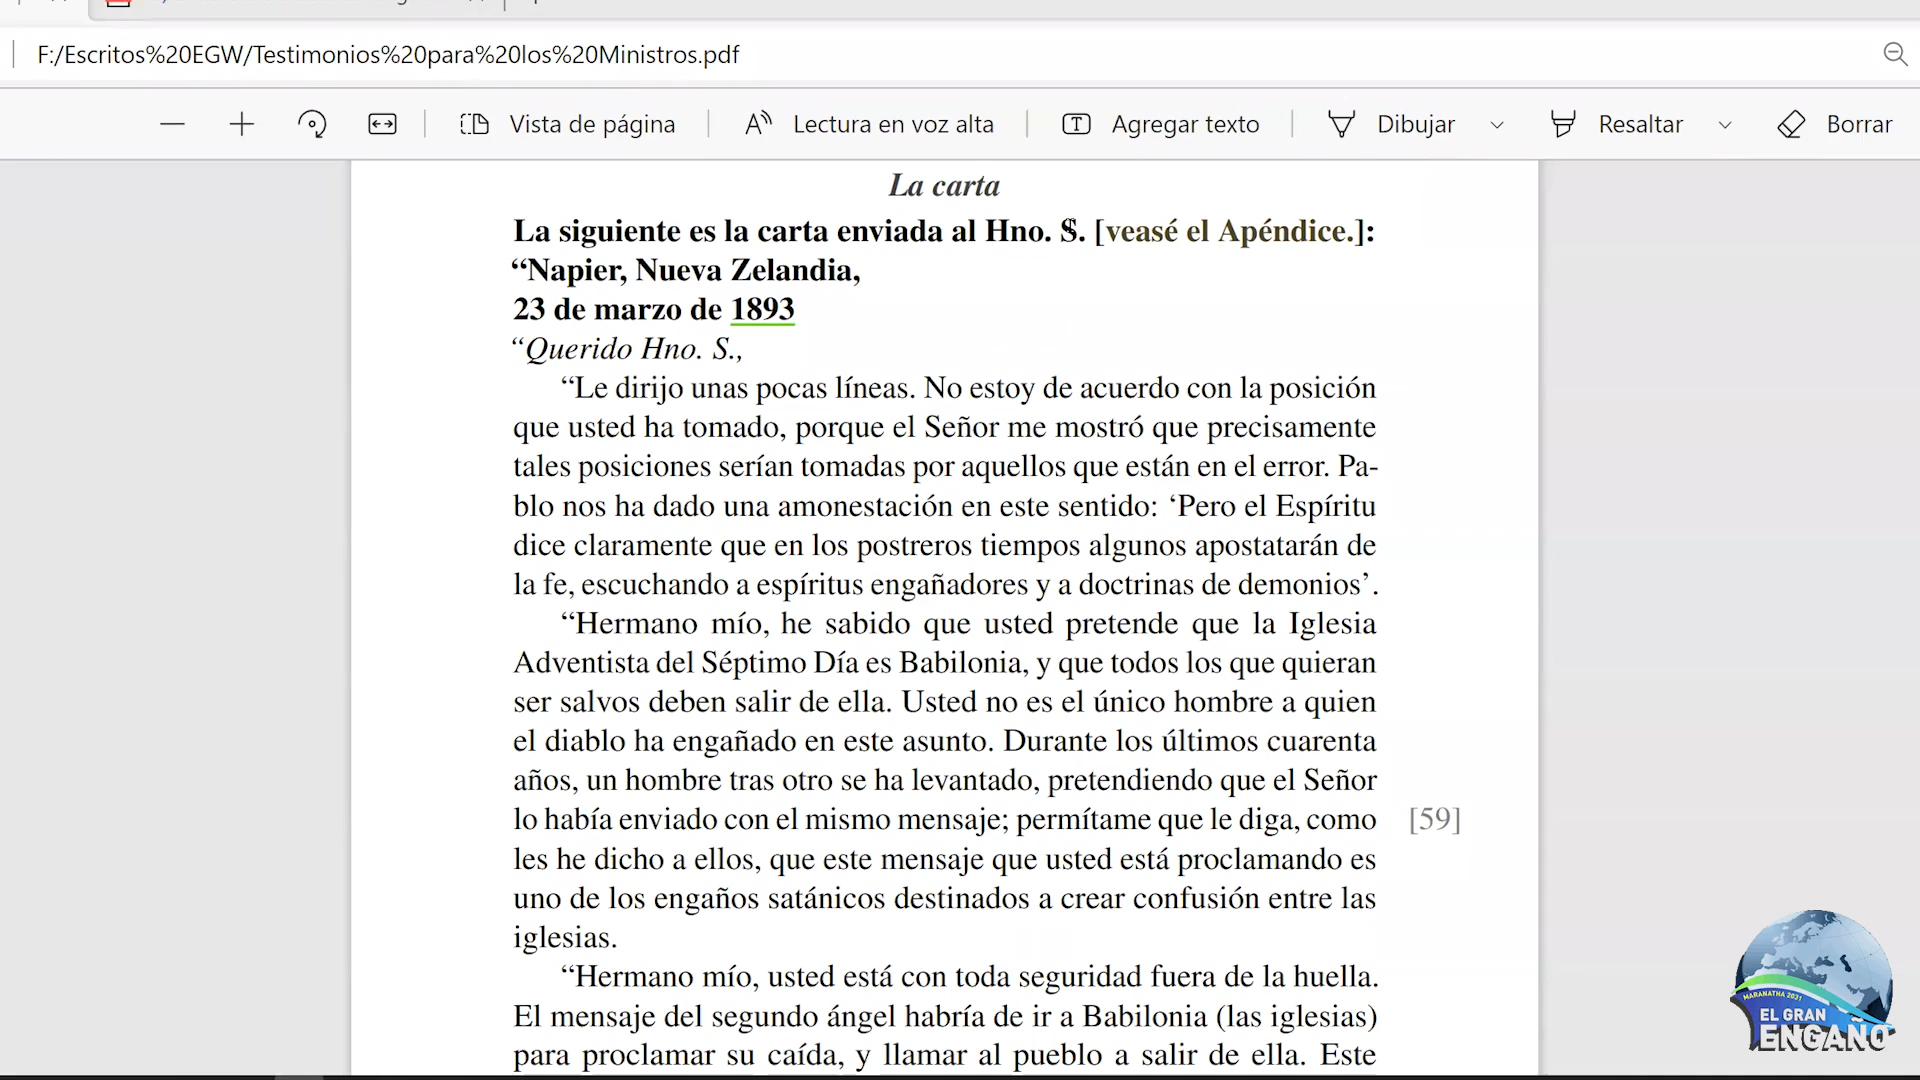 F:/Escritos%20EGW/Testimonios%20para%20los%20Ministros.pdf
Vista de página
Lectura en voz alta
Agregar texto
Dibujar
Resaltar
Borrar
La carta
La siguiente es la carta enviada al Hno. S. [veasé el Apéndice.]:
“Napier, Nueva Zelandia,
23 de marzo de 1893
“Querido Hno. S.,
“Le dirijo unas pocas líneas. No estoy de acuerdo con la posición
que usted ha tomado, porque el Señor me mostró que precisamente
tales posiciones serían tomadas por aquellos que están en el error. Pa-
blo nos ha dado una amonestación en este sentido: ‘Pero el Espíritu
dice claramente que en los postreros tiempos algunos apostatarán de
la fe, escuchando a espíritus engañadores y a doctrinas de demonios’.
“Hermano mío, he sabido que usted pretende que la Iglesia
Adventista del Séptimo Día es Babilonia, y que todos los que quieran
ser salvos deben salir de ella. Usted no es el único hombre a quien
el diablo ha engañado en este asunto. Durante los últimos cuarenta
años, un hombre tras otro se ha levantado, pretendiendo que el Señor
lo había enviado con el mismo mensaje; permítame que le diga, como
[59]
les he dicho a ellos, que este mensaje que usted está proclamando es
uno de los engaños satánicos destinados a crear confusión entre las
iglesias.
“Hermano mío, usted está con toda seguridad fuera de la huella.
El mensaje del segundo ángel habría de ir a Babilonia (las iglesias)
para proclamar su caída, y llamar al pueblo a salir de ella. Este
MARANATHA 2021
EL GRAN
ENGAÑO